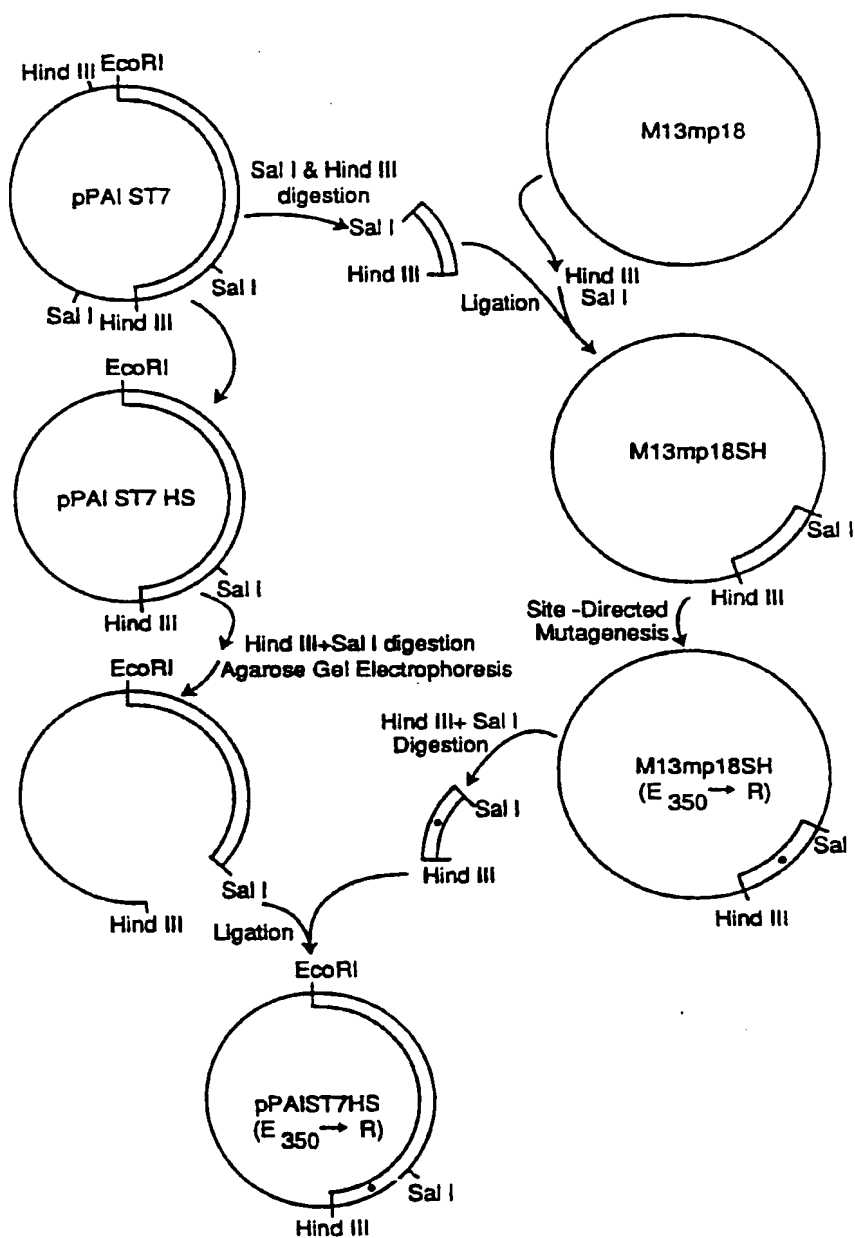 EcoRI
Hind III
pPAI ST7
Sal I
Hind III
Sal I
Sal I & Hind III
digestion
Sal I
Hind III
M13mp18
Hind III
Sal I
Ligation
EcoRI
pPAI ST7 HS
Sal I
Hind III
M13mp18SH
Sal I
Hind III
Hind III+Sal I digestion
Agarose Gel Electrophoresis
Site -Directed
Mutagenesis
EcoRI
Sal I
Hind III
Hind III+ Sal I
Digestion
Sal I
Hind III
M13mp18SH
(E 350 → R)
Sal
Hind III
Ligation
EcoRI
pPAIST7HS
(E 350 → R)
Sal I
Hind III